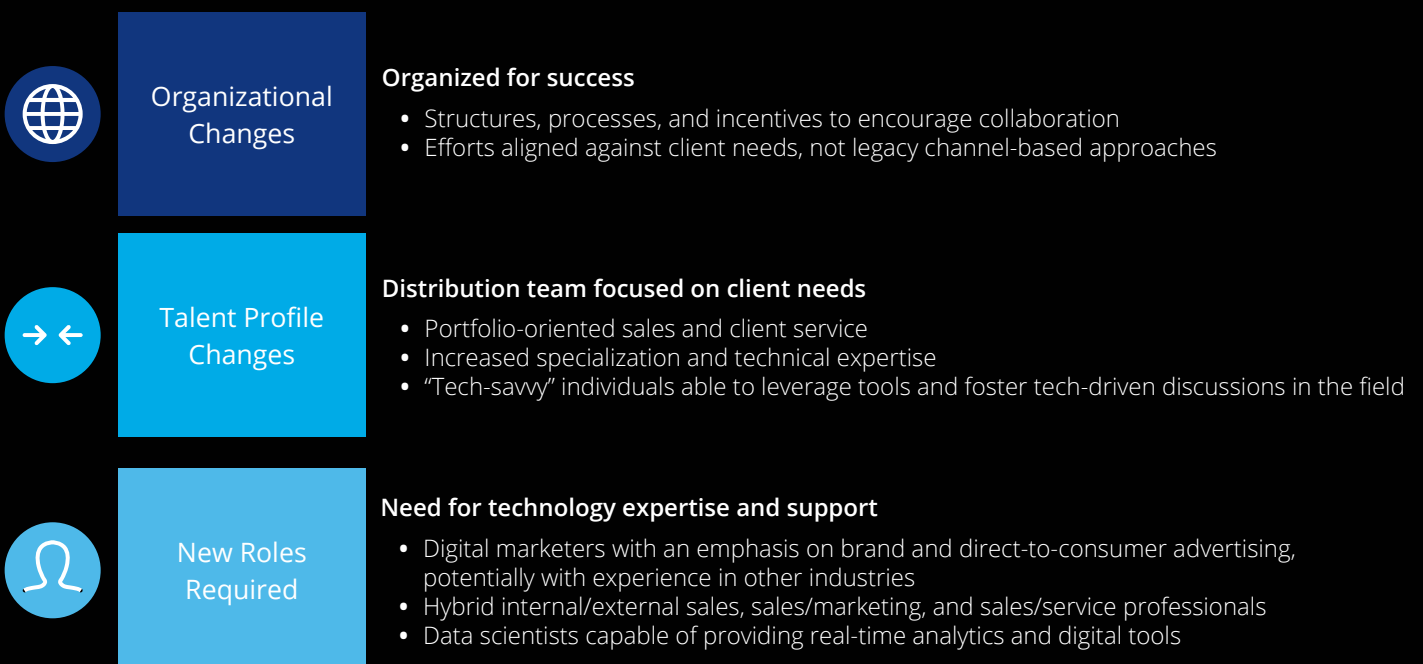 Organizational
Changes
Organized for success
• Structures, processes, and incentives to encourage collaboration
• Efforts aligned against client needs, not legacy channel-based approaches
Talent Profile
Changes
Distribution team focused on client needs
• Portfolio-oriented sales and client service
• Increased specialization and technical expertise
• “Tech-savvy” individuals able to leverage tools and foster tech-driven discussions in the field
New Roles
Required
Need for technology expertise and support
• Digital marketers with an emphasis on brand and direct-to-consumer advertising,
potentially with experience in other industries
• Hybrid internal/external sales, sales/marketing, and sales/service professionals
• Data scientists capable of providing real-time analytics and digital tools